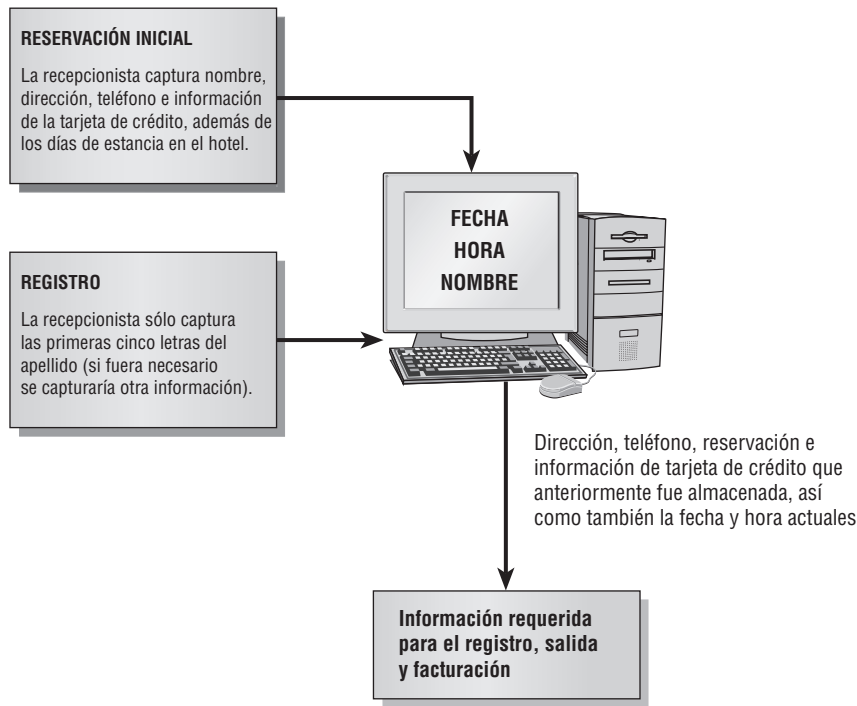 RESERVACIÓN INICIAL
La recepcionista captura nombre,
dirección, teléfono e información
de la tarjeta de crédito, además de
los días de estancia en el hotel.
FECHA
HORA
NOMBRE
REGISTRO
La recepcionista sólo captura
las primeras cinco letras del
apellido (si fuera necesario
se capturaría otra información).
Dirección, teléfono, reservación e
información de tarjeta de crédito que
anteriormente fue almacenada, así
como también la fecha y hora actuales
Información requerida
para el registro, salida
y facturación